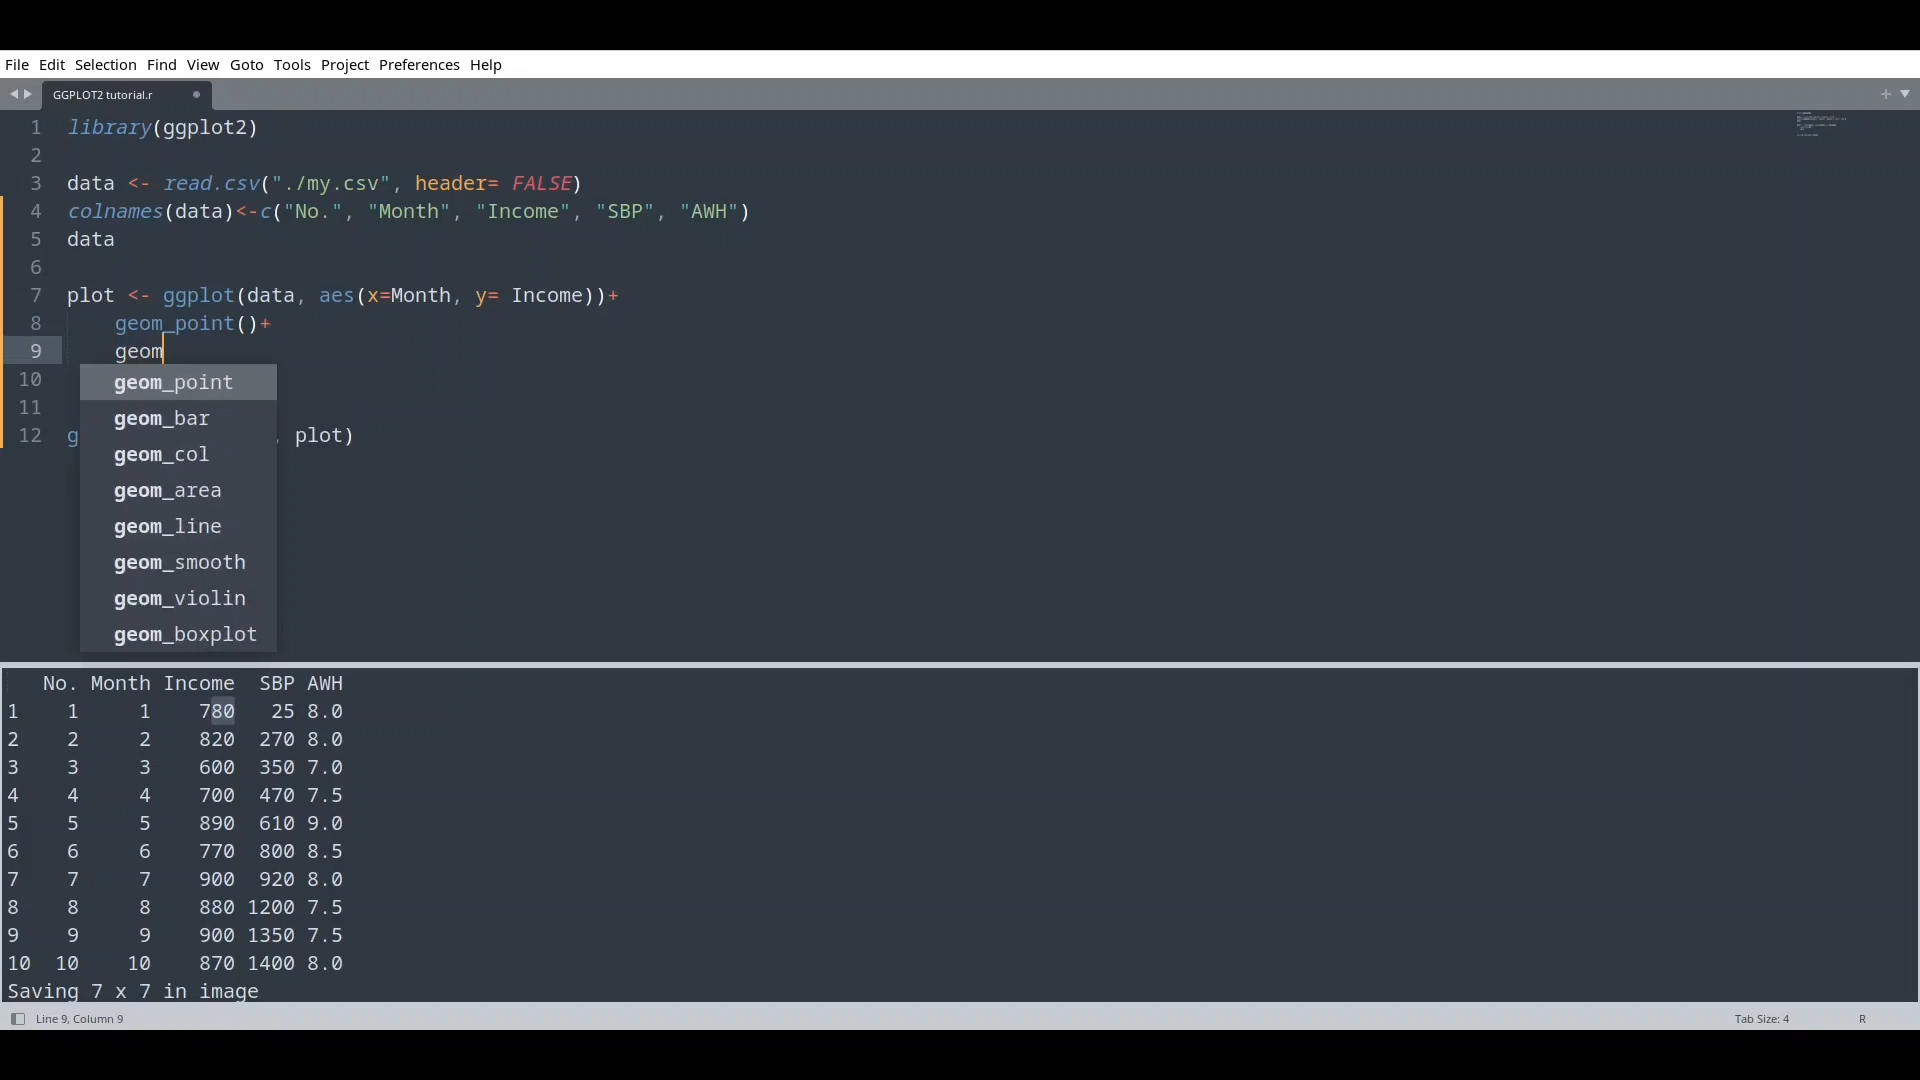 File Edit Selection Find View Goto Tools Project Preferences Help
GGPLOT2 tutorial.r
1 library(ggplot2)
2
3 data <- read.csv("./my.csv", header= FALSE)
4 colnames(data)<-c("No.", "Month", "Income", "SBP", "AWH")
5 data
6
7 plot <- ggplot(data, aes(x=Month, y= Income))+
8 geom_point()+
9 geom
10
11
12 g , plot)
geom_point
geom_bar
geom_col
geom_area
geom_line
geom_smooth
geom_violin
geom_boxplot
No. Month Income SBP AWH
1 1 1 780 25 8.0
2 2 2 820 270 8.0
3 3 3 600 350 7.0
4 4 4 700 470 7.5
5 5 5 890 610 9.0
6 6 6 770 800 8.5
7 7 7 900 920 8.0
8 8 8 880 1200 7.5
9 9 9 900 1350 7.5
10 10 10 870 1400 8.0
Saving 7 x 7 in image
Line 9, Column 9 Tab Size: 4 R